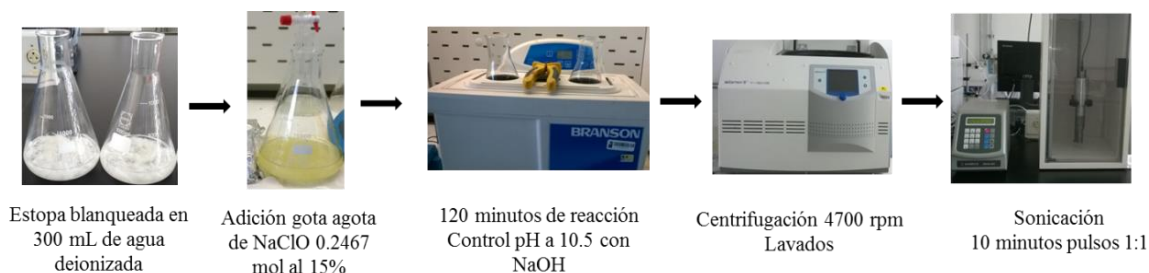 Estopa blanqueada en
300 mL de agua
deionizada
Adición gota agota
de NaClO 0.2467
mol al 15%
120 minutos de reacción
Control pH a 10.5 con
NaOH
Centrifugación 4700 rpm
Lavados
Sonicación
10 minutos pulsos 1:1
BRANSON